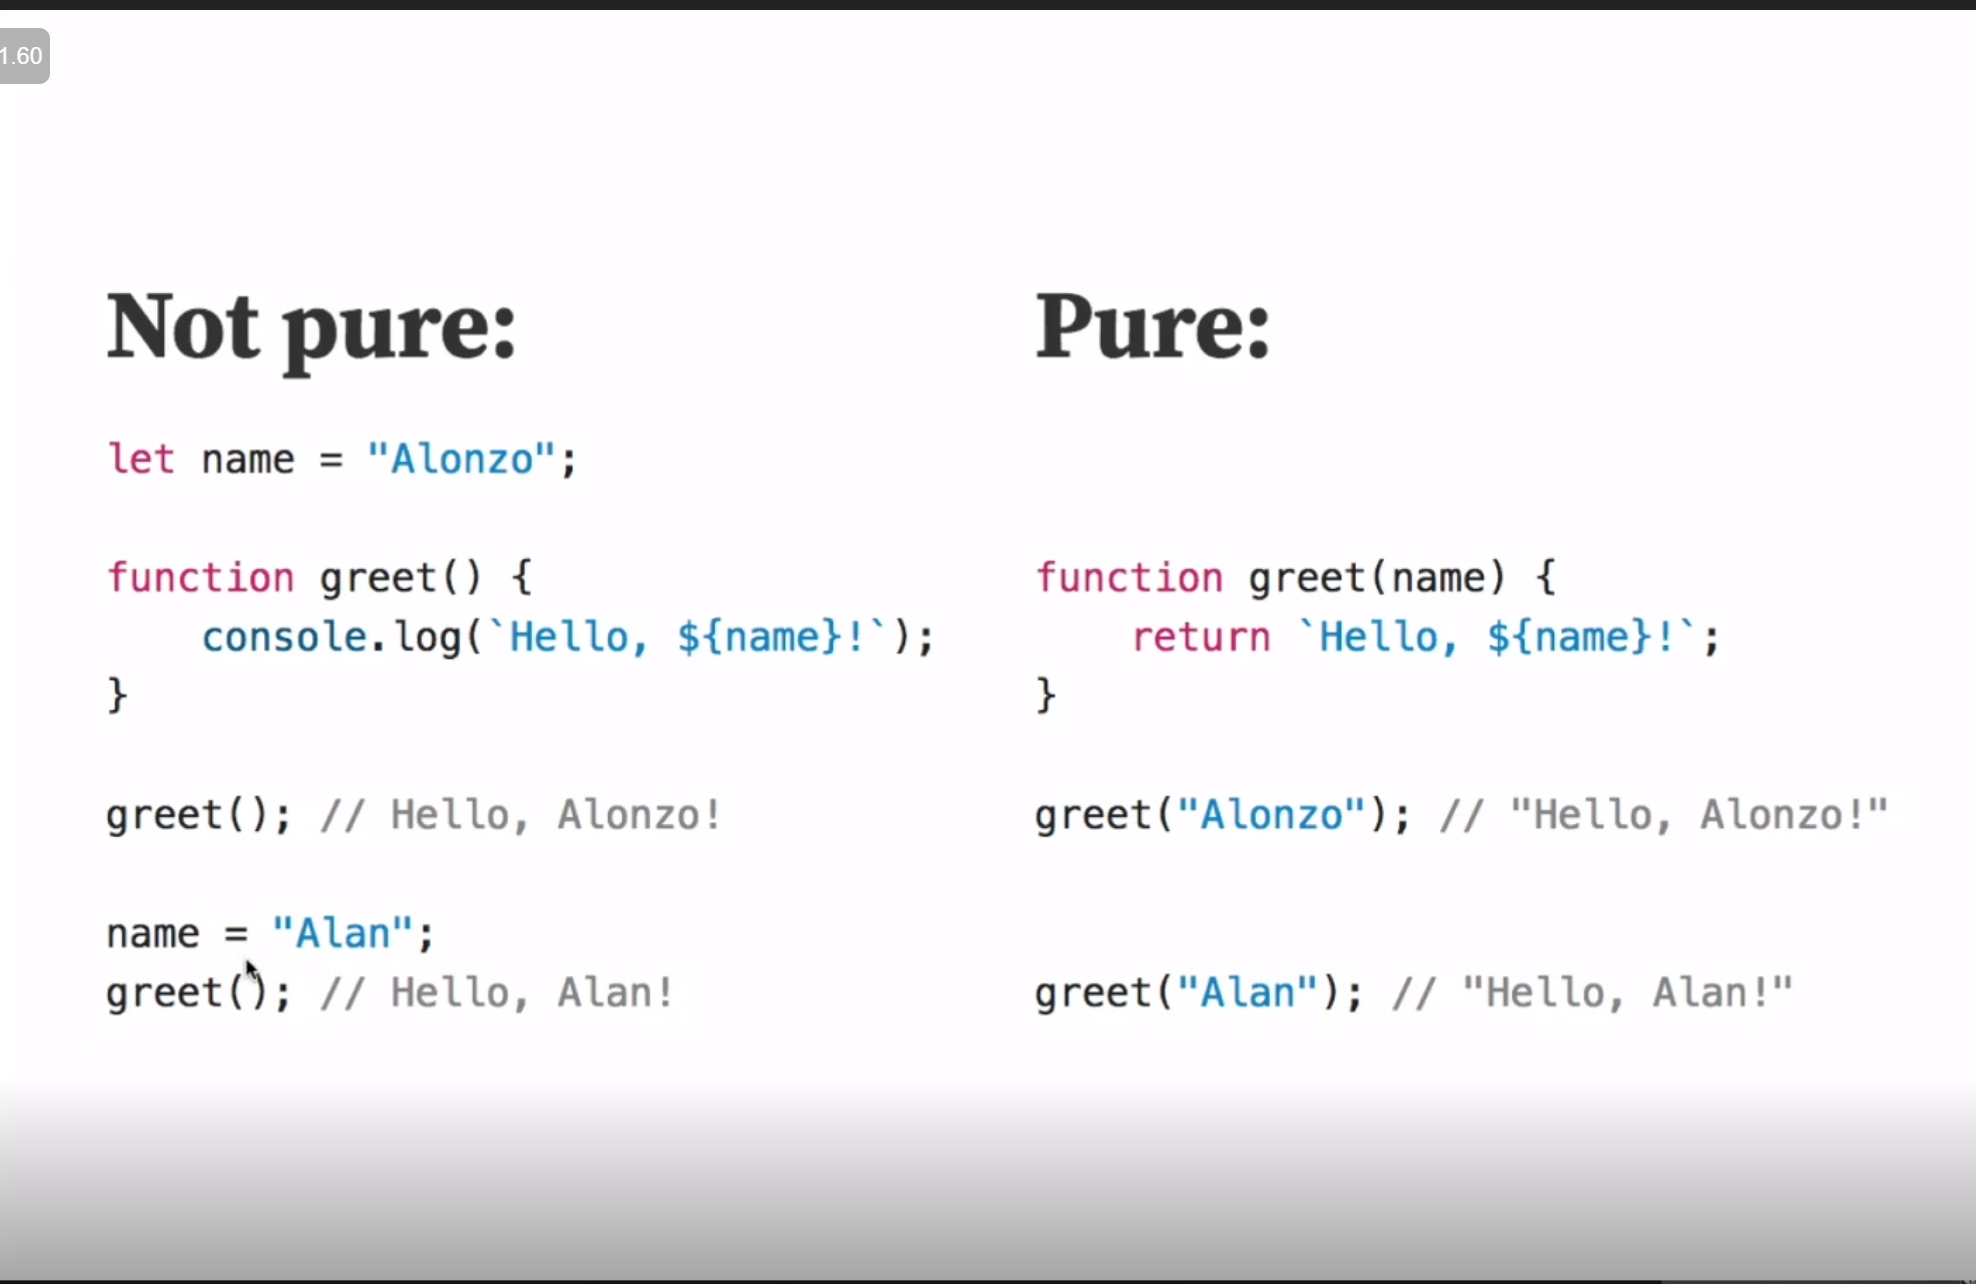 1.60
Not pure:
let name = "Alonzo";
function greet() {
    console.log(`Hello, ${name}!`);
}
greet(); // Hello, Alonzo!
name = "Alan";
greet(); // Hello, Alan!
Pure:
function greet(name) {
    return `Hello, ${name}!`;
}
greet("Alonzo"); // "Hello, Alonzo!"
greet("Alan"); // "Hello, Alan!"